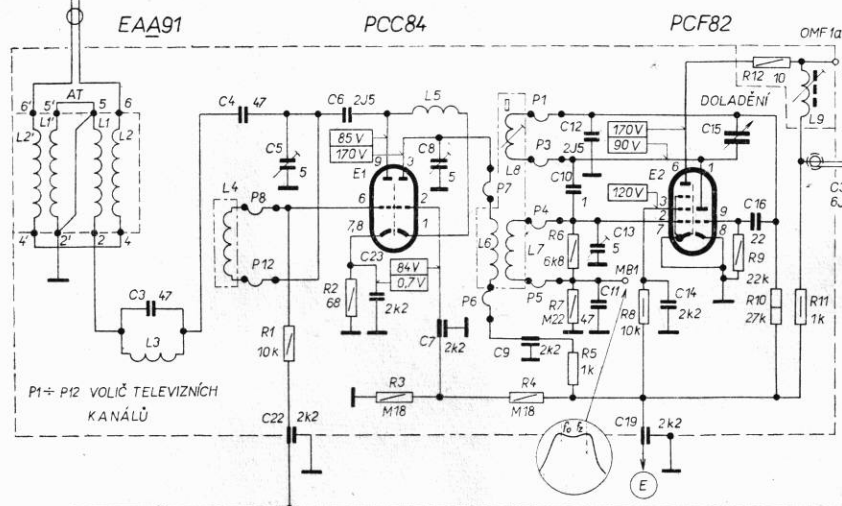 EAA91 PCC84 PCF82
OMF1a
R12 10
AT
6' 5' 5 6
L1' L1
L2' L2
4' 2' 2 4
C3 47
L3
C4 47
C6 2J5
C5 5
L5
85V
170V
9 3
E1
C8 5
L4
P8
P12
6 2
7,8 1
C23
2k2
R2
68
84V
0,7V
R1
10k
C7 2k2
C22 2k2
R3
M18
R4
M18
P1÷P12 VOLIČ TELEVIZNÍCH
KANÁLŮ
P1
P3
L8
P7
P4
L6 L7
P5
P6
C12
2J5
C10
1
R6
6k8
C13
5
MB1
R7
M22
C11
47
C9 2k2
R5
1k
f0 fz
DOLADĚNÍ
C15
L9
170V
90V
120V
E2
6 1
3
2 9
7 8
C16
22
R9
22k
C14
2k2
R8
10k
R10
27k
R11
1k
C19 2k2
E